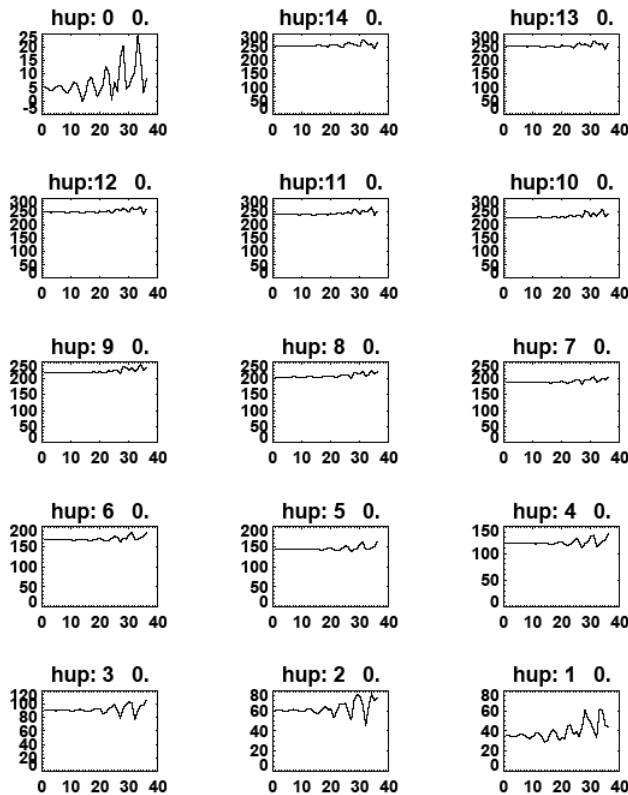 hup: 0 0. hup:14 0. hup:13 0.
25 20 15 10 5 0 -5 300 250 200 150 100 50 0 300 250 200 150 100 50 0
0 10 20 30 40 0 10 20 30 40 0 10 20 30 40
hup:12 0. hup:11 0. hup:10 0.
300 250 200 150 100 50 0 300 250 200 150 100 50 0 300 250 200 150 100 50 0
0 10 20 30 40 0 10 20 30 40 0 10 20 30 40
hup: 9 0. hup: 8 0. hup: 7 0.
250 200 150 100 50 0 250 200 150 100 50 0 250 200 150 100 50 0
0 10 20 30 40 0 10 20 30 40 0 10 20 30 40
hup: 6 0. hup: 5 0. hup: 4 0.
200 150 100 50 0 200 150 100 50 0 150 100 50 0
0 10 20 30 40 0 10 20 30 40 0 10 20 30 40
hup: 3 0. hup: 2 0. hup: 1 0.
120 100 80 60 40 20 0 80 60 40 20 0 80 60 40 20 0
0 10 20 30 40 0 10 20 30 40 0 10 20 30 40